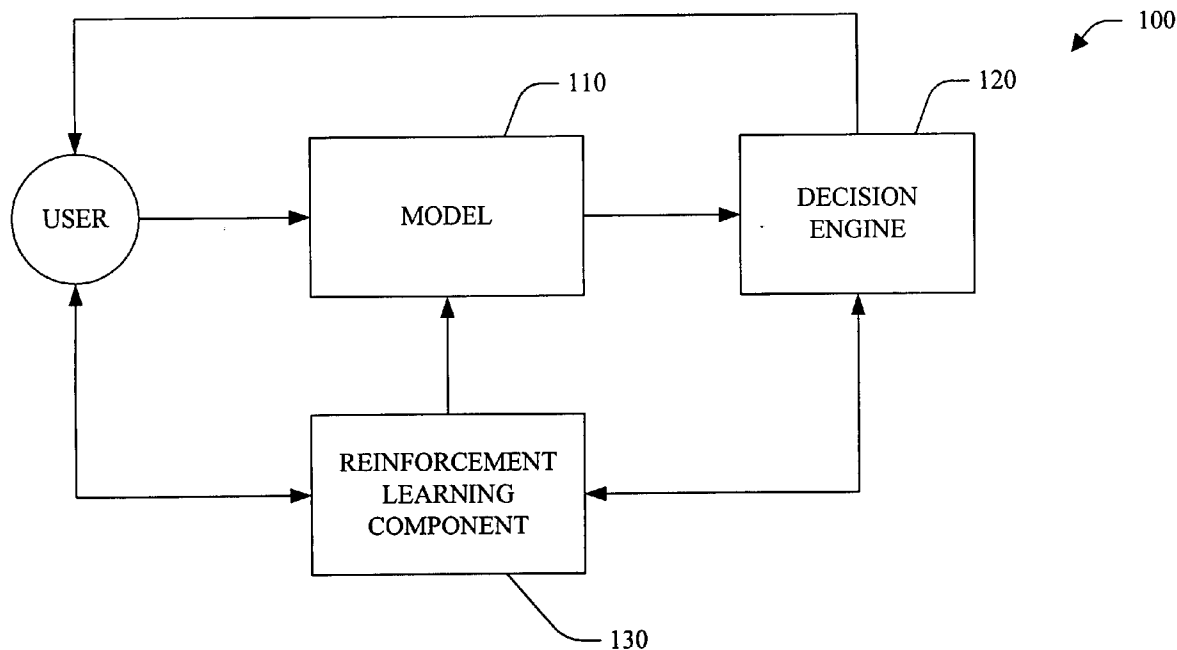 100
110
120
USER
MODEL
DECISION
ENGINE
REINFORCEMENT
LEARNING
COMPONENT
130